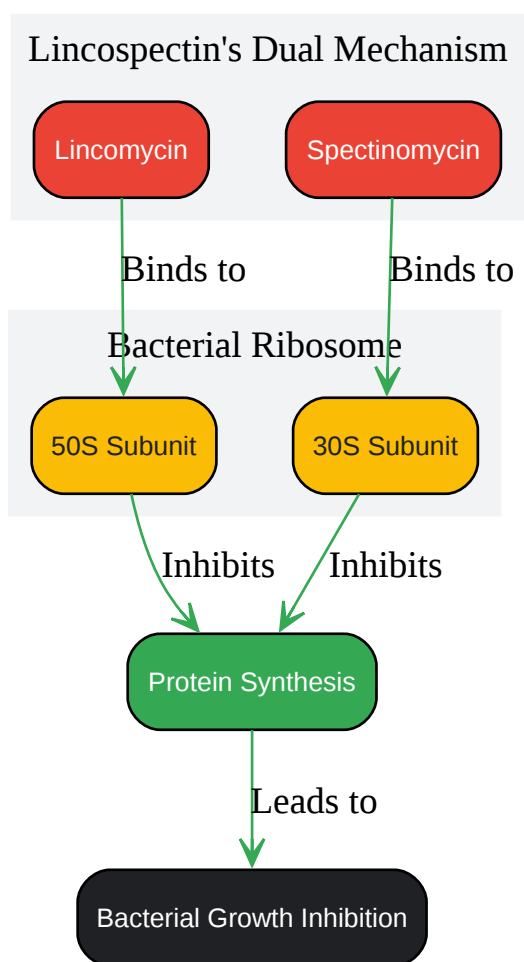 Lincospectin's Dual Mechanism
Lincomycin
Spectinomycin
Binds to
Binds to
Bacterial Ribosome
50S Subunit
30S Subunit
Inhibits
Inhibits
Protein Synthesis
Leads to
Bacterial Growth Inhibition